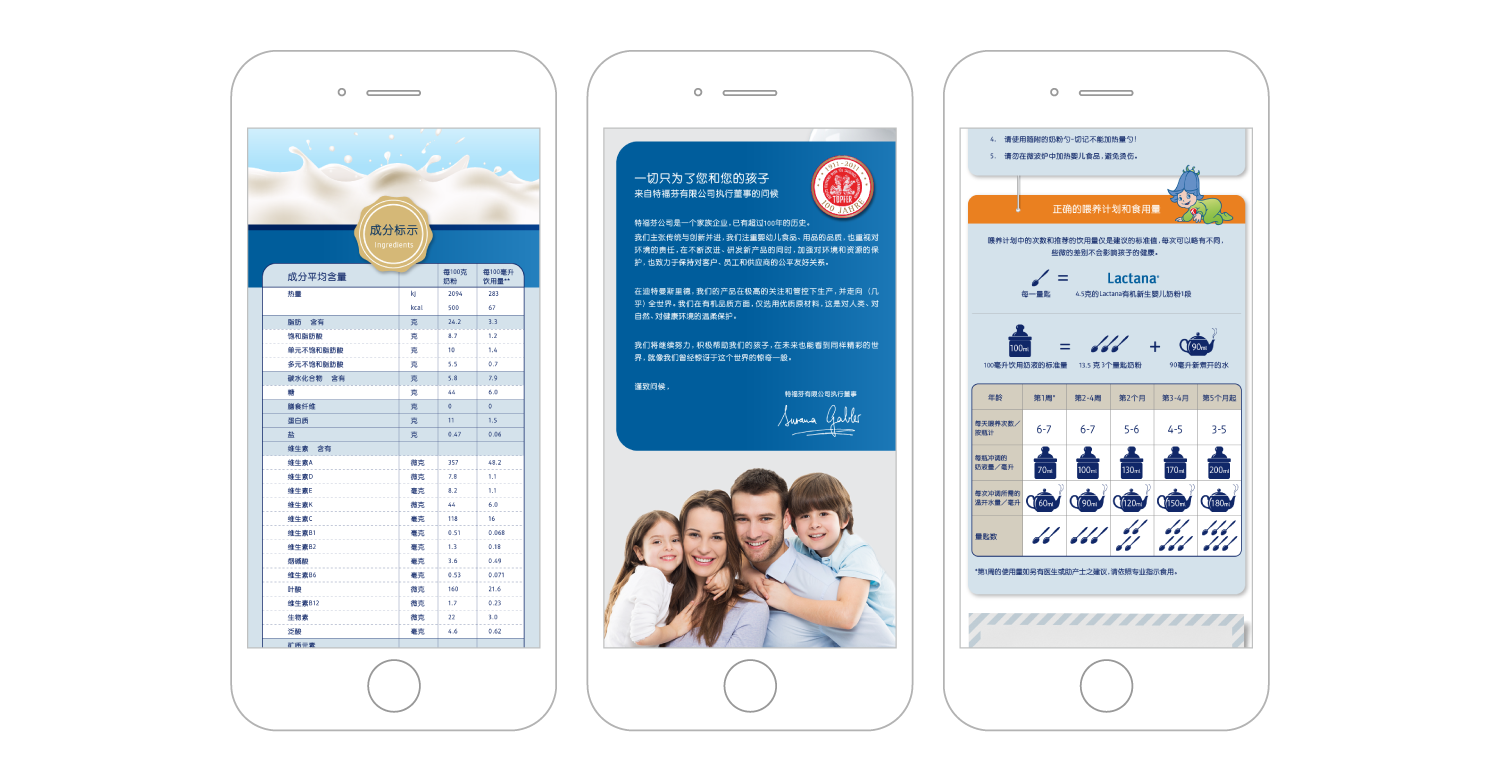 成分标示
Ingredients
成分平均含量 每100克奶粉 每100毫升饮用量**
热量 kj 2094 283
kcal 500 67
脂肪 含有 克 24.2 3.3
饱和脂肪酸 克 8.7 1.2
单元不饱和脂肪酸 克 10 1.4
多元不饱和脂肪酸 克 5.5 0.7
碳水化合物 含有 克 5.8 7.9
糖 克 44 6.0
膳食纤维 克 0 0
蛋白质 克 11 1.5
盐 克 0.47 0.06
维生素 含有
维生素A 微克 357 48.2
维生素D 微克 7.8 1.1
维生素E 毫克 8.2 1.1
维生素K 微克 44 6.0
维生素C 毫克 118 16
维生素B1 毫克 0.51 0.068
维生素B2 毫克 1.3 0.18
烟碱酸 毫克 3.6 0.49
维生素B6 毫克 0.53 0.071
叶酸 微克 160 21.6
维生素B12 微克 1.7 0.23
生物素 微克 22 3.0
泛酸 毫克 4.6 0.62
矿质元素
一切只为了您和您的孩子
来自特福芬有限公司执行董事的问候
1911-2011
TÖPFER
100 JAHRE
特福芬公司是一个家族企业，已有超过100年的历史。
我们主张传统与创新并进，我们注重婴幼儿食品、用品的品质，也重视对
环境的责任，在不断改进、研发新产品的同时，加强对环境和资源的保
护，也致力于保持对客户、员工和供应商的公平友好关系。
在迪特曼斯里德，我们的产品在极高的关注和管控下生产，并走向（几
乎）全世界。我们在有机品质方面，仅选用优质原材料，这是对人类、对
自然、对健康环境的温柔保护。
我们将继续努力，积极帮助我们的孩子，在未来也能看到同样精彩的世
界，就像我们曾经惊讶于这个世界的惊奇一般。
谨致问候，
特福芬有限公司执行董事
Susana Gabler
4. 请使用随附的奶粉勺-切记不能加热量勺！
5. 请勿在微波炉中加热婴儿食品，避免烫伤。
正确的喂养计划和食用量
喂养计划中的次数和推荐的饮用量仅是建议的标准值，每次可以略有不同，
些微的差别不会影响孩子的健康。
= Lactana®
每一量匙 4.5克的Lactana有机新生婴儿奶粉1段
100ml = + 90ml
100毫升饮用奶液的标准量 13.5 克 3个量匙奶粉 90毫升新煮开的水
年龄 第1周* 第2-4周 第2个月 第3-4月 第5个月起
每天喂养次数／
按瓶计 6-7 6-7 5-6 4-5 3-5
每瓶冲调的
奶液量／毫升 70ml 100ml 130ml 170ml 200ml
每次冲调所需的
温开水量／毫升 60ml 90ml 120ml 150ml 180ml
量匙数
*第1周的使用量如另有医生或助产士之建议，请依照专业指示食用。